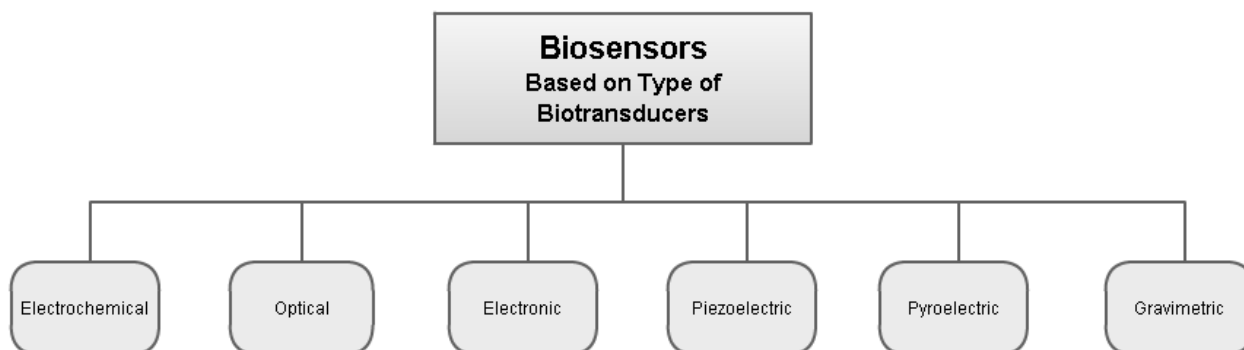 Biosensors
Based on Type of
Biotransducers
Electrochemical
Optical
Electronic
Piezoelectric
Pyroelectric
Gravimetric